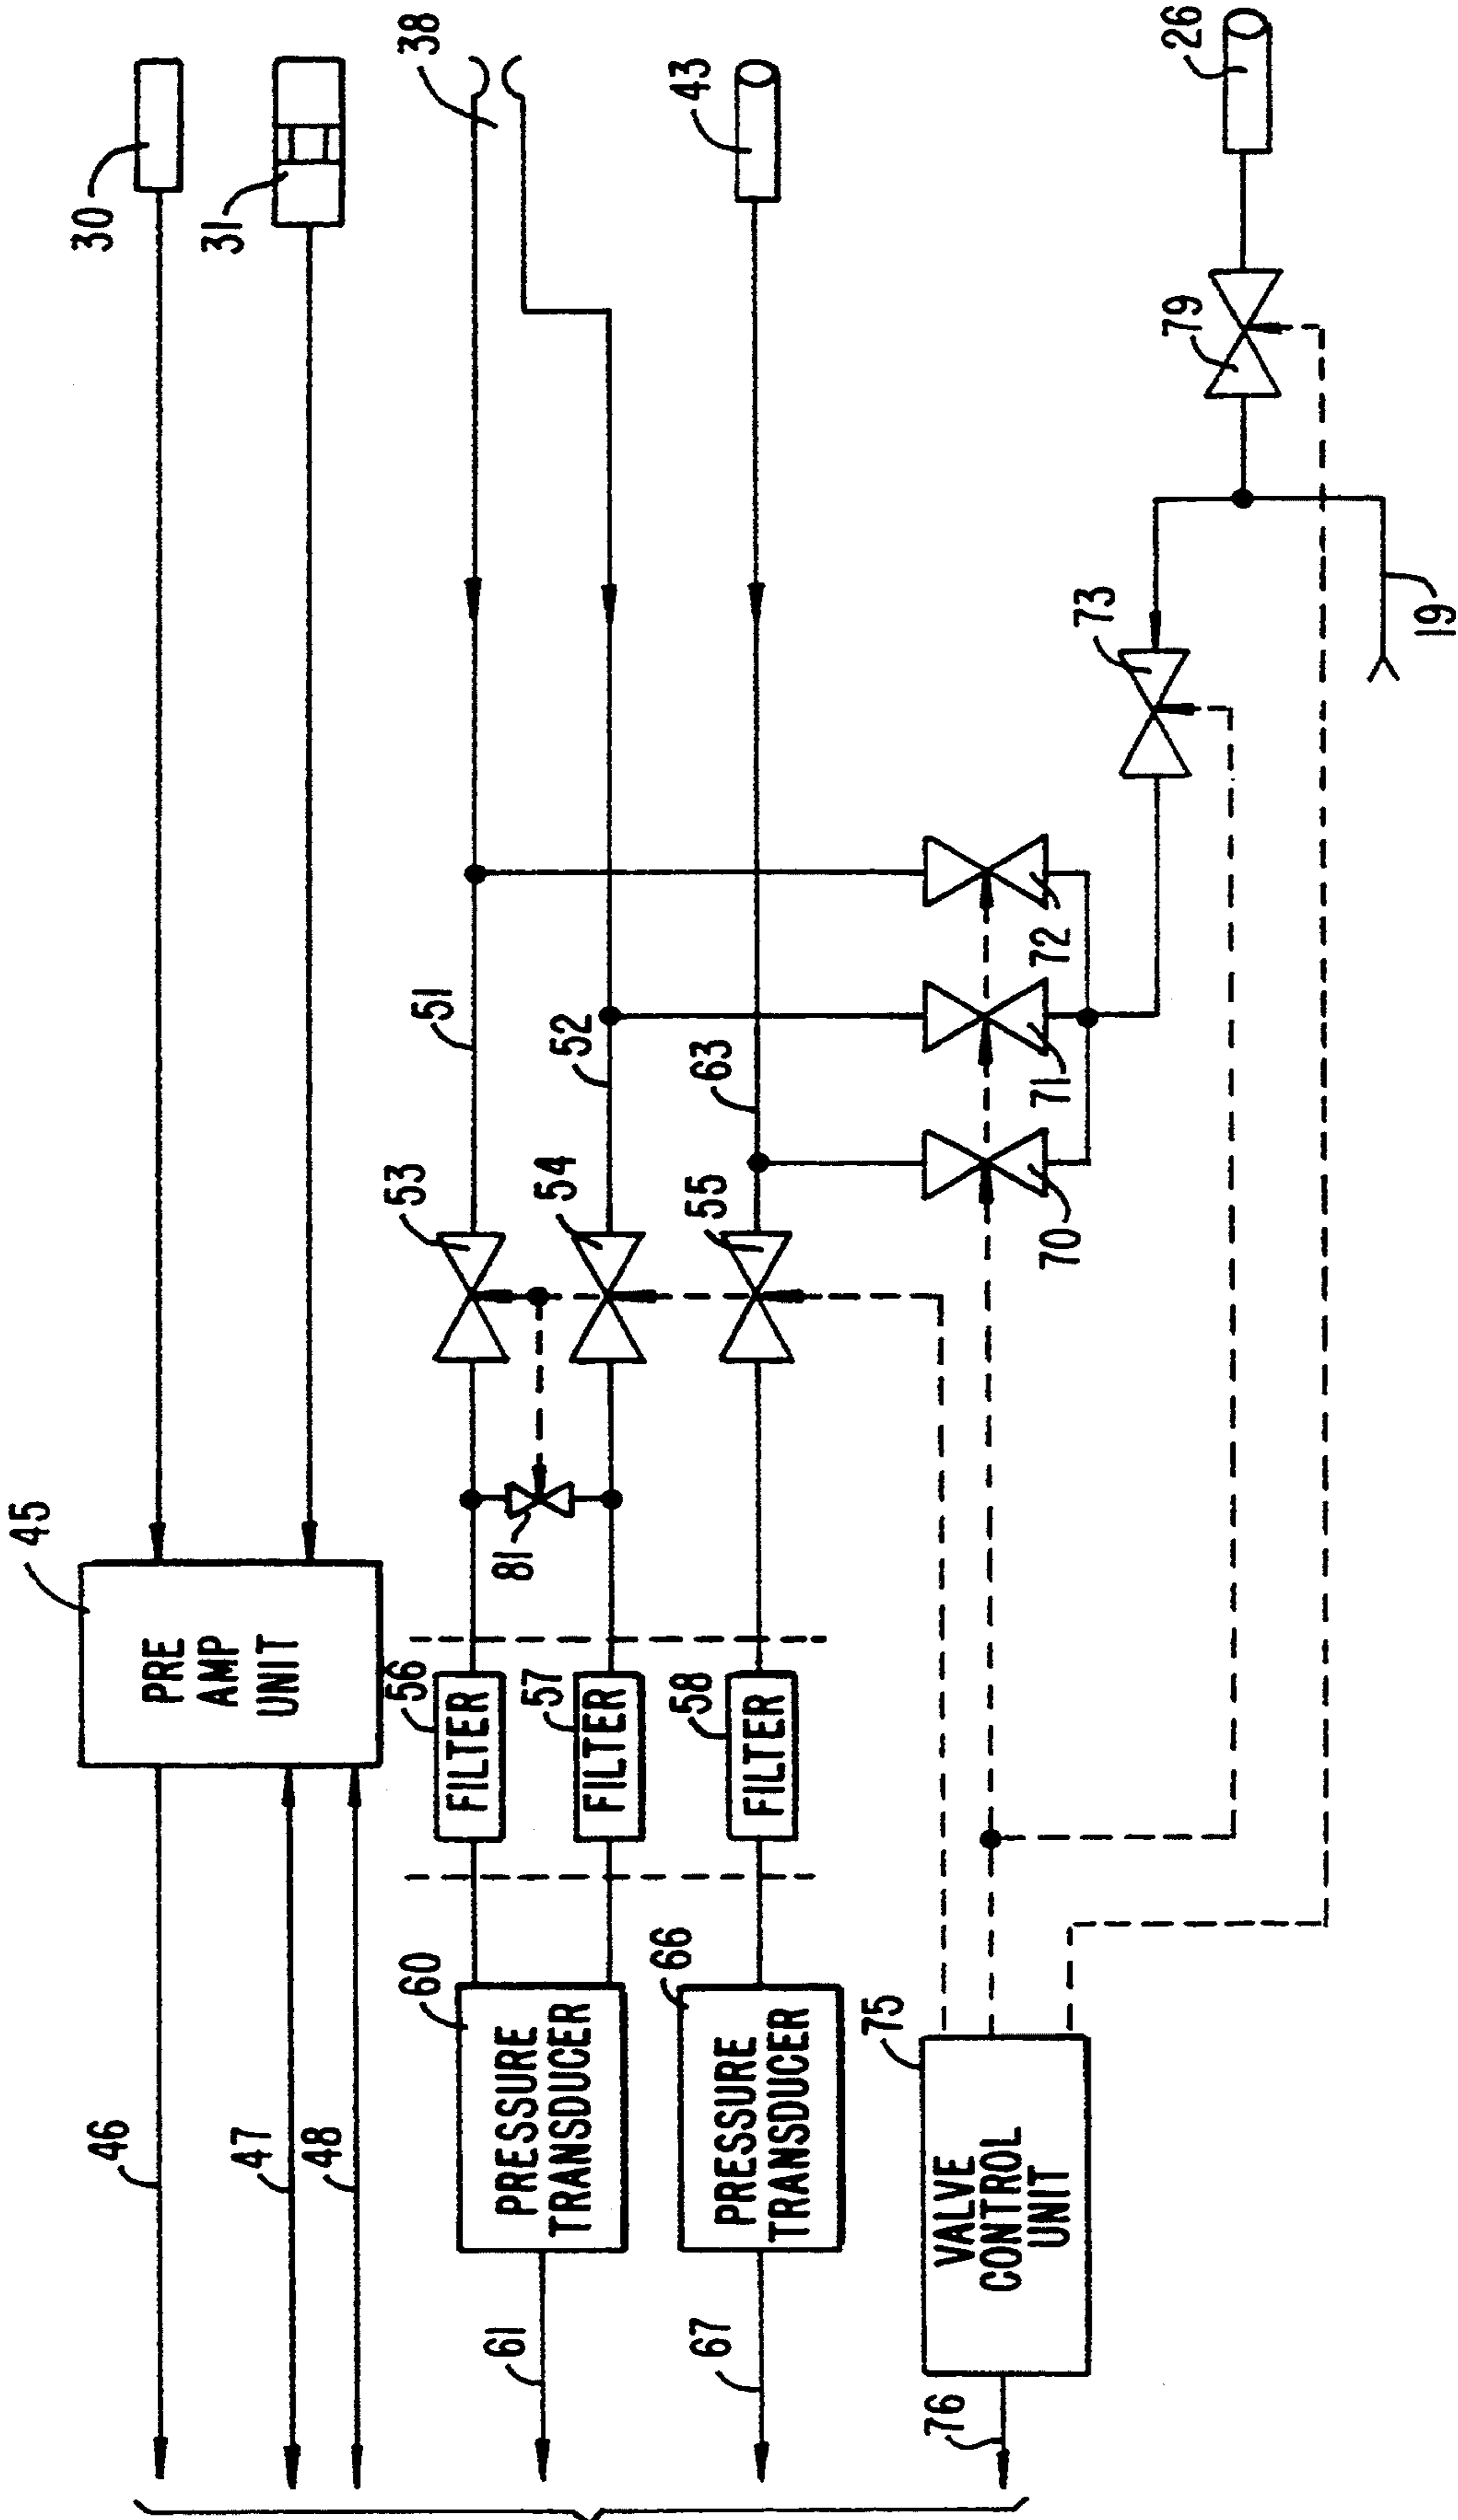 45
30
46
PRE
AMP
UNIT
31
47
48
38
53
51
60
56
FILTER
61
PRESSURE
TRANSDUCER
81
57
FILTER
54
52
66
58
FILTER
55
63
43
67
PRESSURE
TRANSDUCER
75
76
VALVE
CONTROL
UNIT
70
71
72
73
79
26
19